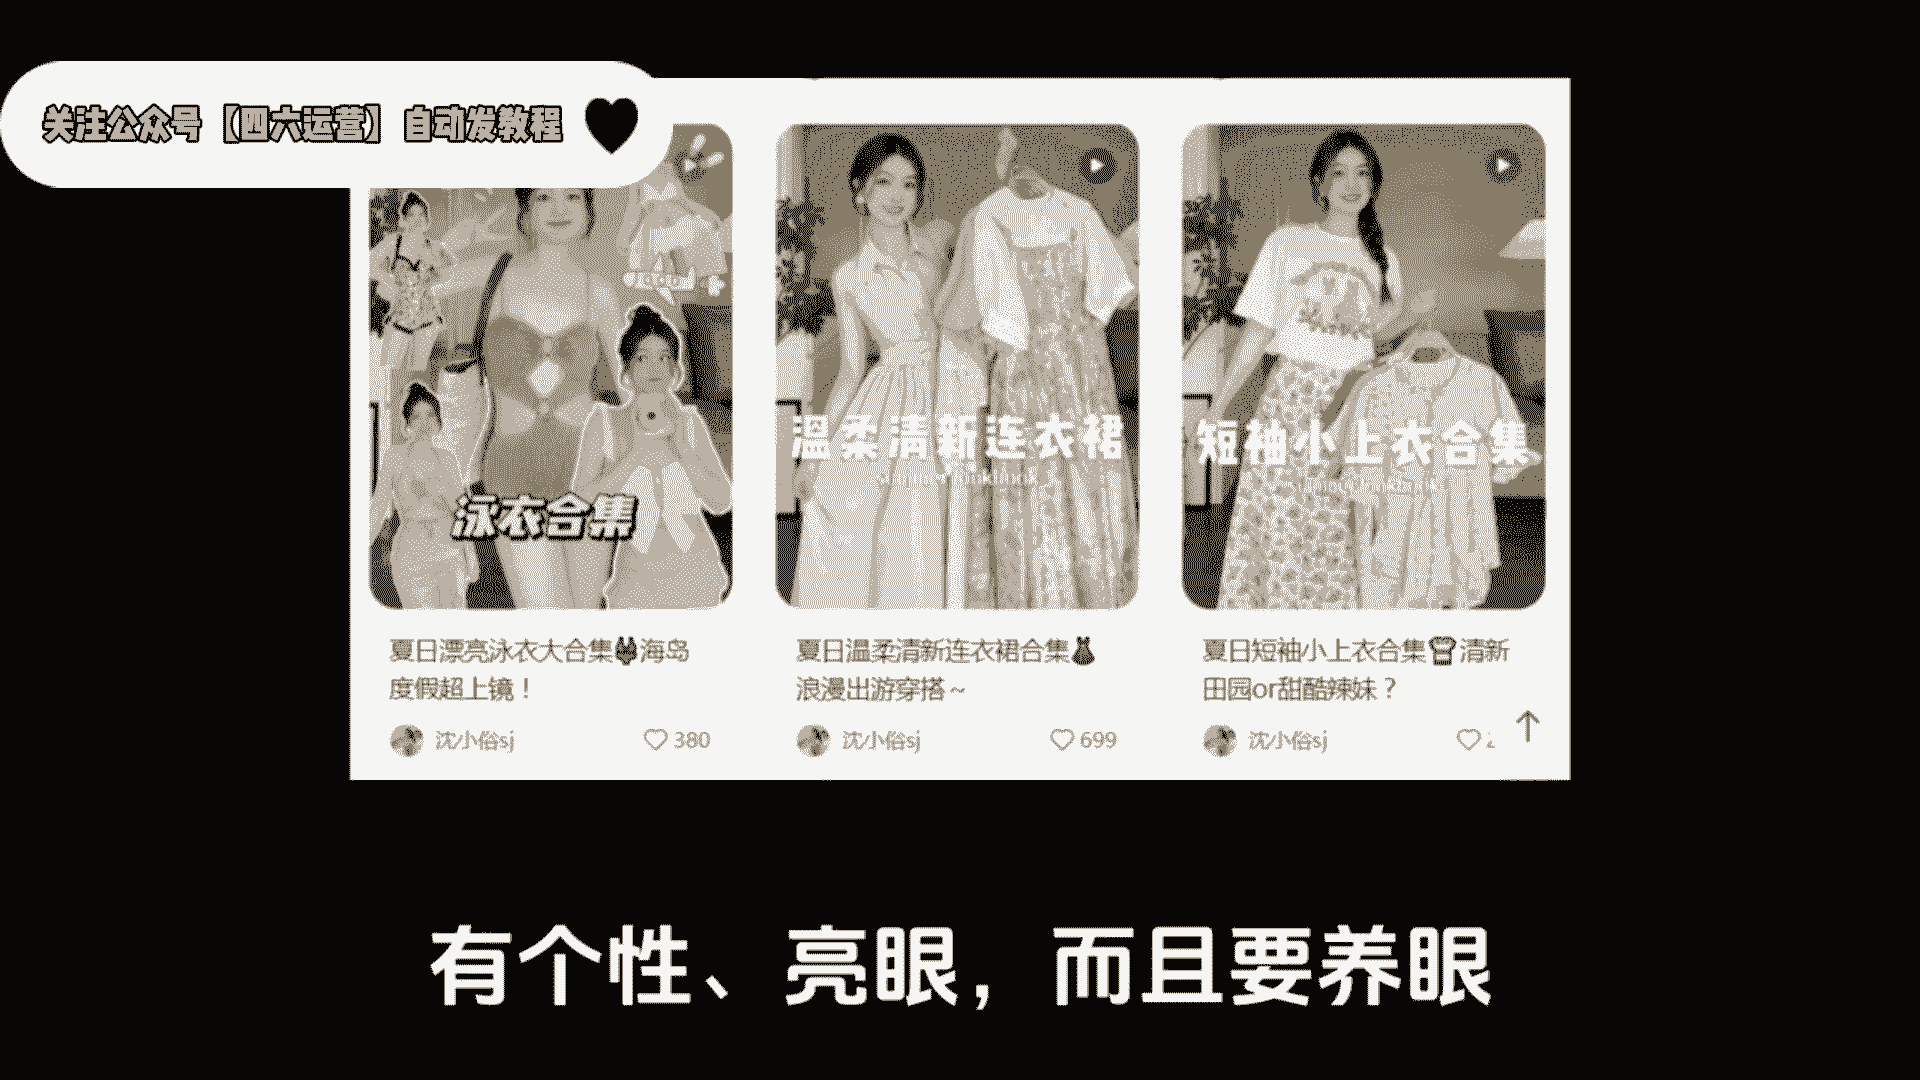 关注公众号 【四六运营】 自动发教程
泳衣合集
温柔清新连衣裙
短袖小上衣合集
夏日漂亮泳衣大合集👙海岛
度假超上镜！
沈小俗sj
380
夏日温柔清新连衣裙合集👗
浪漫出游穿搭～
沈小俗sj
699
夏日短袖小上衣合集👚清新
田园or甜酷辣妹？
沈小俗sj
有个性、亮眼，而且要养眼